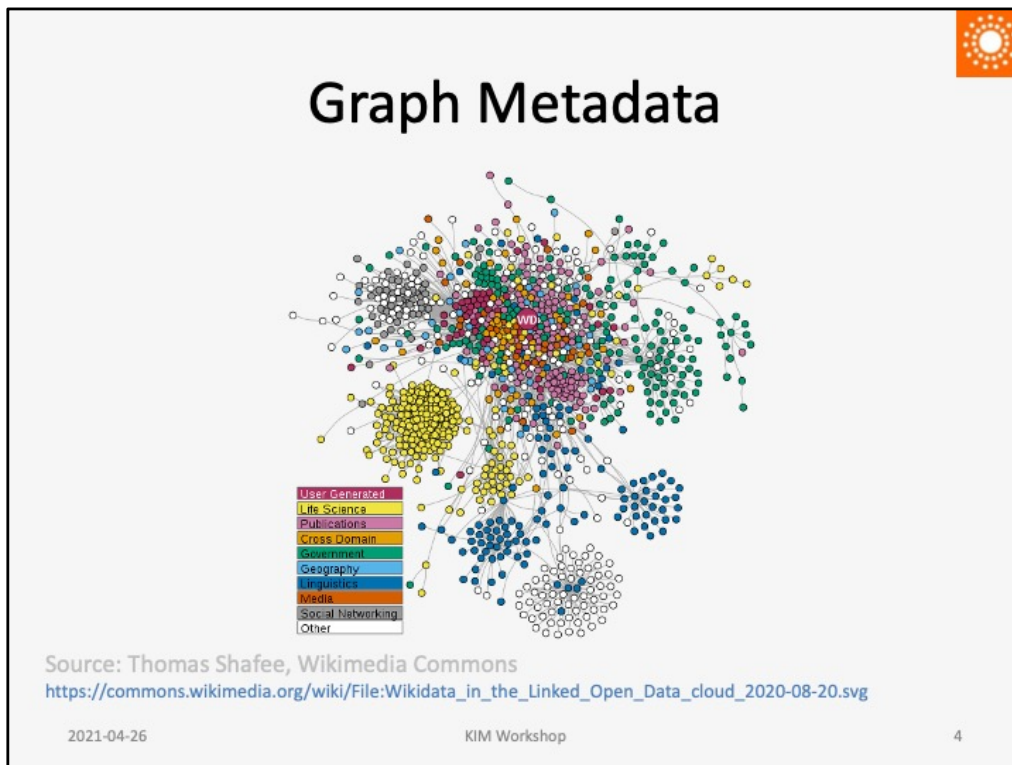 Graph Metadata
WD
User Generated
Life Science
Publications
Cross Domain
Government
Geography
Linguistics
Media
Social Networking
Other
Source: Thomas Shafee, Wikimedia Commons
https://commons.wikimedia.org/wiki/File:Wikidata_in_the_Linked_Open_Data_cloud_2020-08-20.svg
2021-04-26
KIM Workshop
4